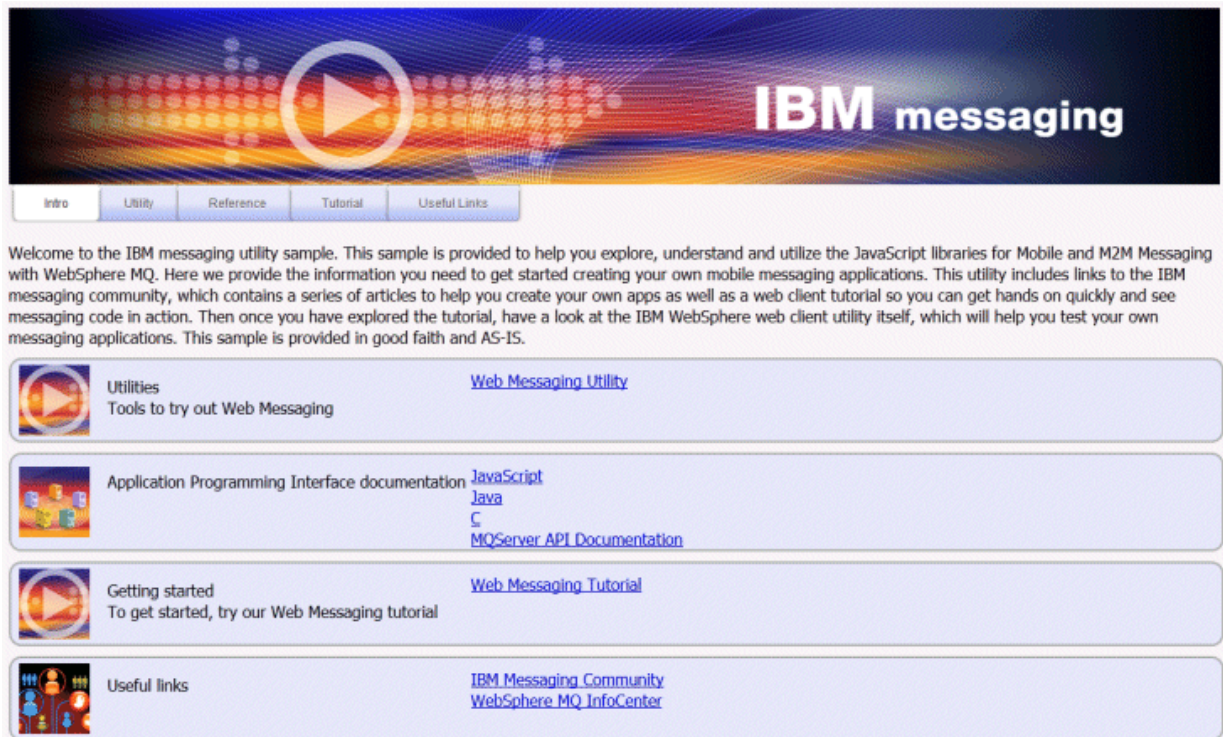 IBM messaging
Intro Utility Reference Tutorial Useful Links
Welcome to the IBM messaging utility sample. This sample is provided to help you explore, understand and utilize the JavaScript libraries for Mobile and M2M Messaging
with WebSphere MQ. Here we provide the information you need to get started creating your own mobile messaging applications. This utility includes links to the IBM
messaging community, which contains a series of articles to help you create your own apps as well as a web client tutorial so you can get hands on quickly and see
messaging code in action. Then once you have explored the tutorial, have a look at the IBM WebSphere web client utility itself, which will help you test your own
messaging applications. This sample is provided in good faith and AS-IS.
Utilities
Tools to try out Web Messaging
Web Messaging Utility
Application Programming Interface documentation
JavaScript
Java
C
MQServer API Documentation
Getting started
To get started, try our Web Messaging tutorial
Web Messaging Tutorial
Useful links
IBM Messaging Community
WebSphere MQ InfoCenter